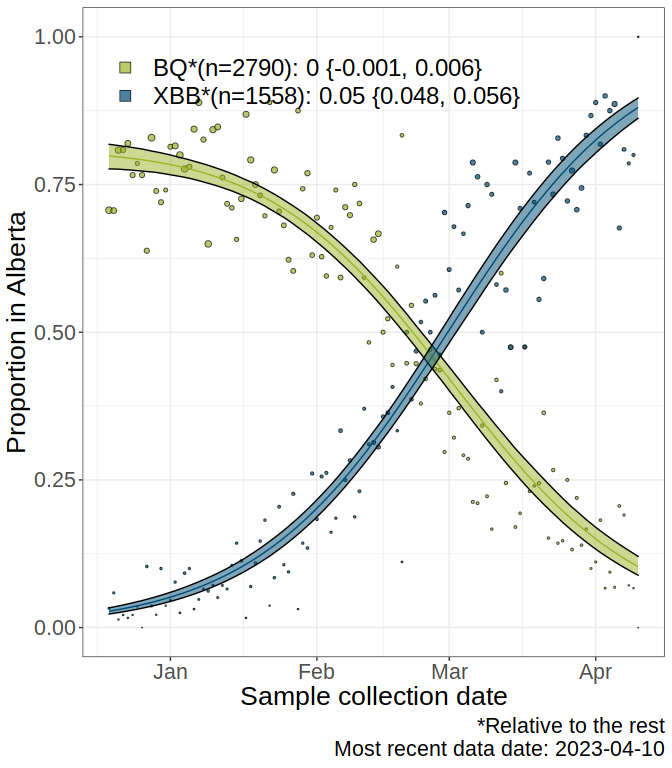 1.00
BQ*(n=2790): 0 {-0.001, 0.006}
XBB*(n=1558): 0.05 {0.048, 0.056}
0.75
0.50
0.25
0.00
Proportion in Alberta
Jan Feb Mar Apr
Sample collection date
*Relative to the rest
Most recent data date: 2023-04-10